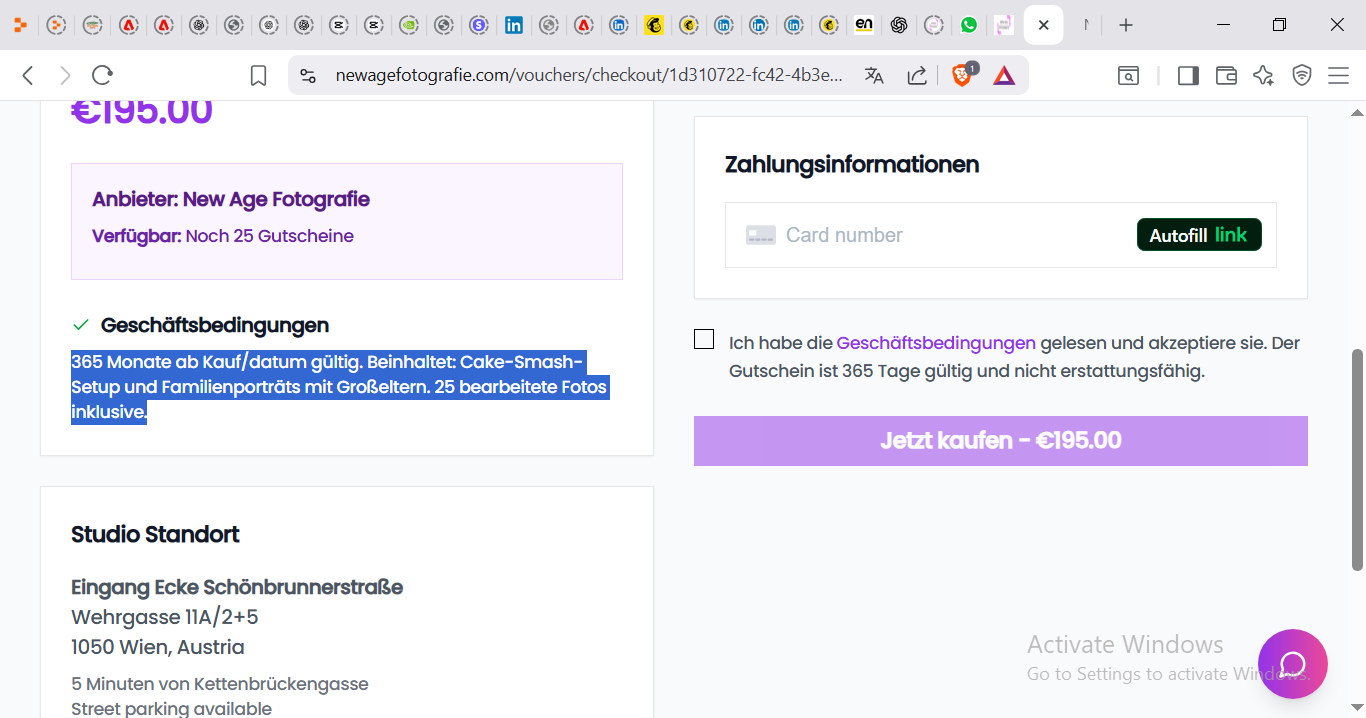 newagefotografie.com/vouchers/checkout/1d310722-fc42-4b3e...
1
€195.00
Anbieter: New Age Fotografie
Verfügbar: Noch 25 Gutscheine
Geschäftsbedingungen
365 Monate ab Kauf/datum gültig. Beinhaltet: Cake-Smash-
Setup und Familienporträts mit Großeltern. 25 bearbeitete Fotos
inklusive.
Studio Standort
Eingang Ecke Schönbrunnerstraße
Wehrgasse 11A/2+5
1050 Wien, Austria
5 Minuten von Kettenbrückengasse
Street parking available
Zahlungsinformationen
Card number
Autofill link
Ich habe die Geschäftsbedingungen gelesen und akzeptiere sie. Der
Gutschein ist 365 Tage gültig und nicht erstattungsfähig.
Jetzt kaufen - €195.00
Activate Windows
Go to Settings to activate Windows.